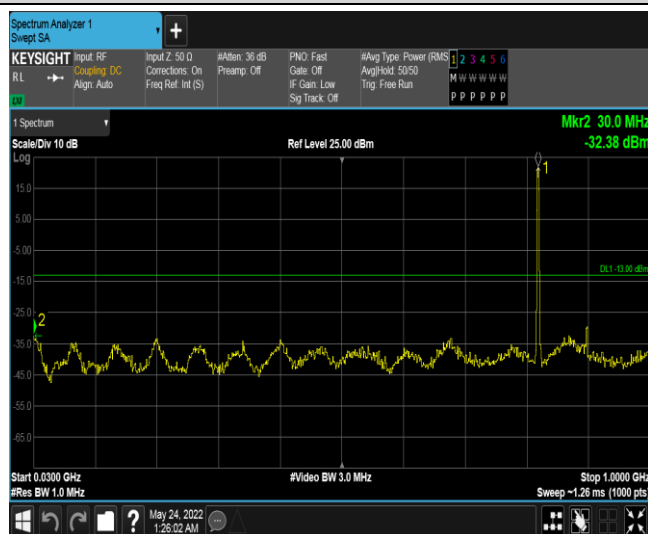 Spectrum Analyzer 1
Swept SA
+
KEYSIGHT
RL
LXI
Input: RF
Coupling: DC
Align: Auto
Input Z: 50 Ω
Corrections: On
Freq Ref: Int (S)
#Atten: 36 dB
Preamp: Off
PNO: Fast
Gate: Off
IF Gain: Low
Sig Track: Off
#Avg Type: Power (RMS
Avg|Hold: 50/50
Trig: Free Run
1 2 3 4 5 6
M W W W W W
P P P P P P
1 Spectrum
Scale/Div 10 dB
Ref Level 25.00 dBm
Mkr2 30.0 MHz
-32.38 dBm
Log
1
15.0
5.00
-5.00
DL1 -13.00 dBm
-15.0
-25.0
2
-35.0
-45.0
-55.0
-65.0
Start 0.0300 GHz
#Video BW 3.0 MHz
Stop 1.0000 GHz
#Res BW 1.0 MHz
Sweep ~1.26 ms (1000 pts)
?
May 24, 2022
1:26:02 AM